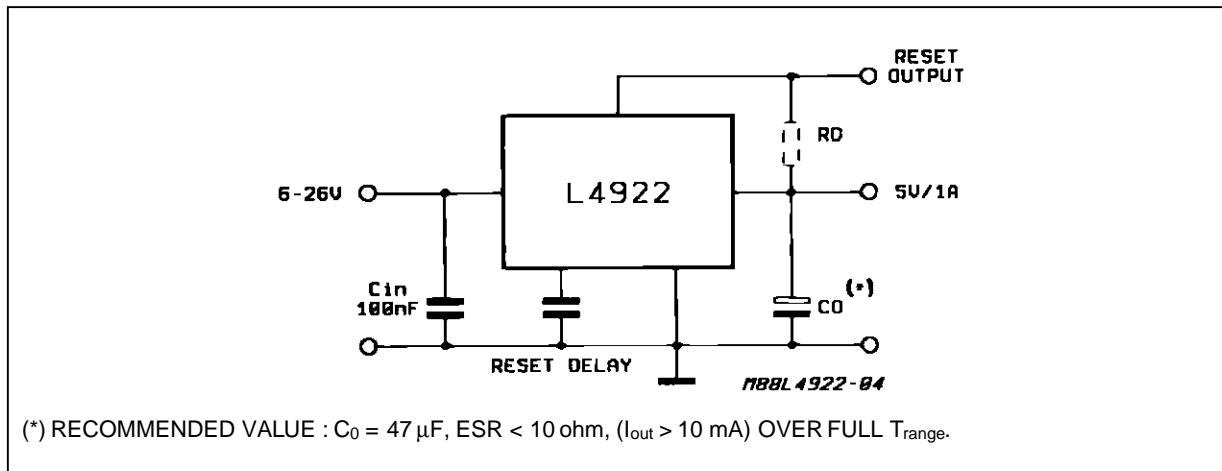 RESET
OUTPUT
RD
6-26V
L4922
5V/1A
Cin
100nF
(*)
CO
RESET DELAY
M88L4922-04
(*) RECOMMENDED VALUE : C0 = 47 μF, ESR < 10 ohm, (Iout > 10 mA) OVER FULL Trange.